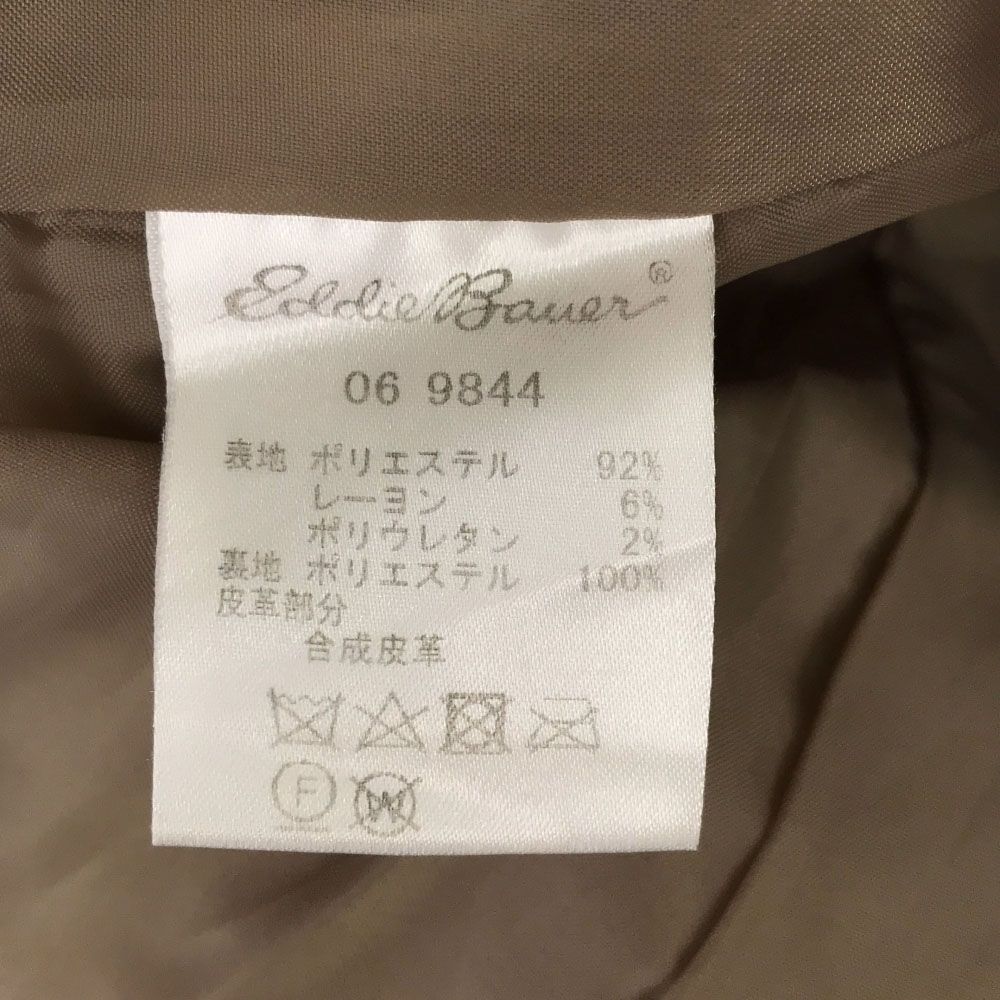 Eddie Bauer®
06 9844
表地 ポリエステル 92%
レーヨン 6%
ポリウレタン 2%
裏地 ポリエステル 100%
皮革部分
合成皮革
F
W